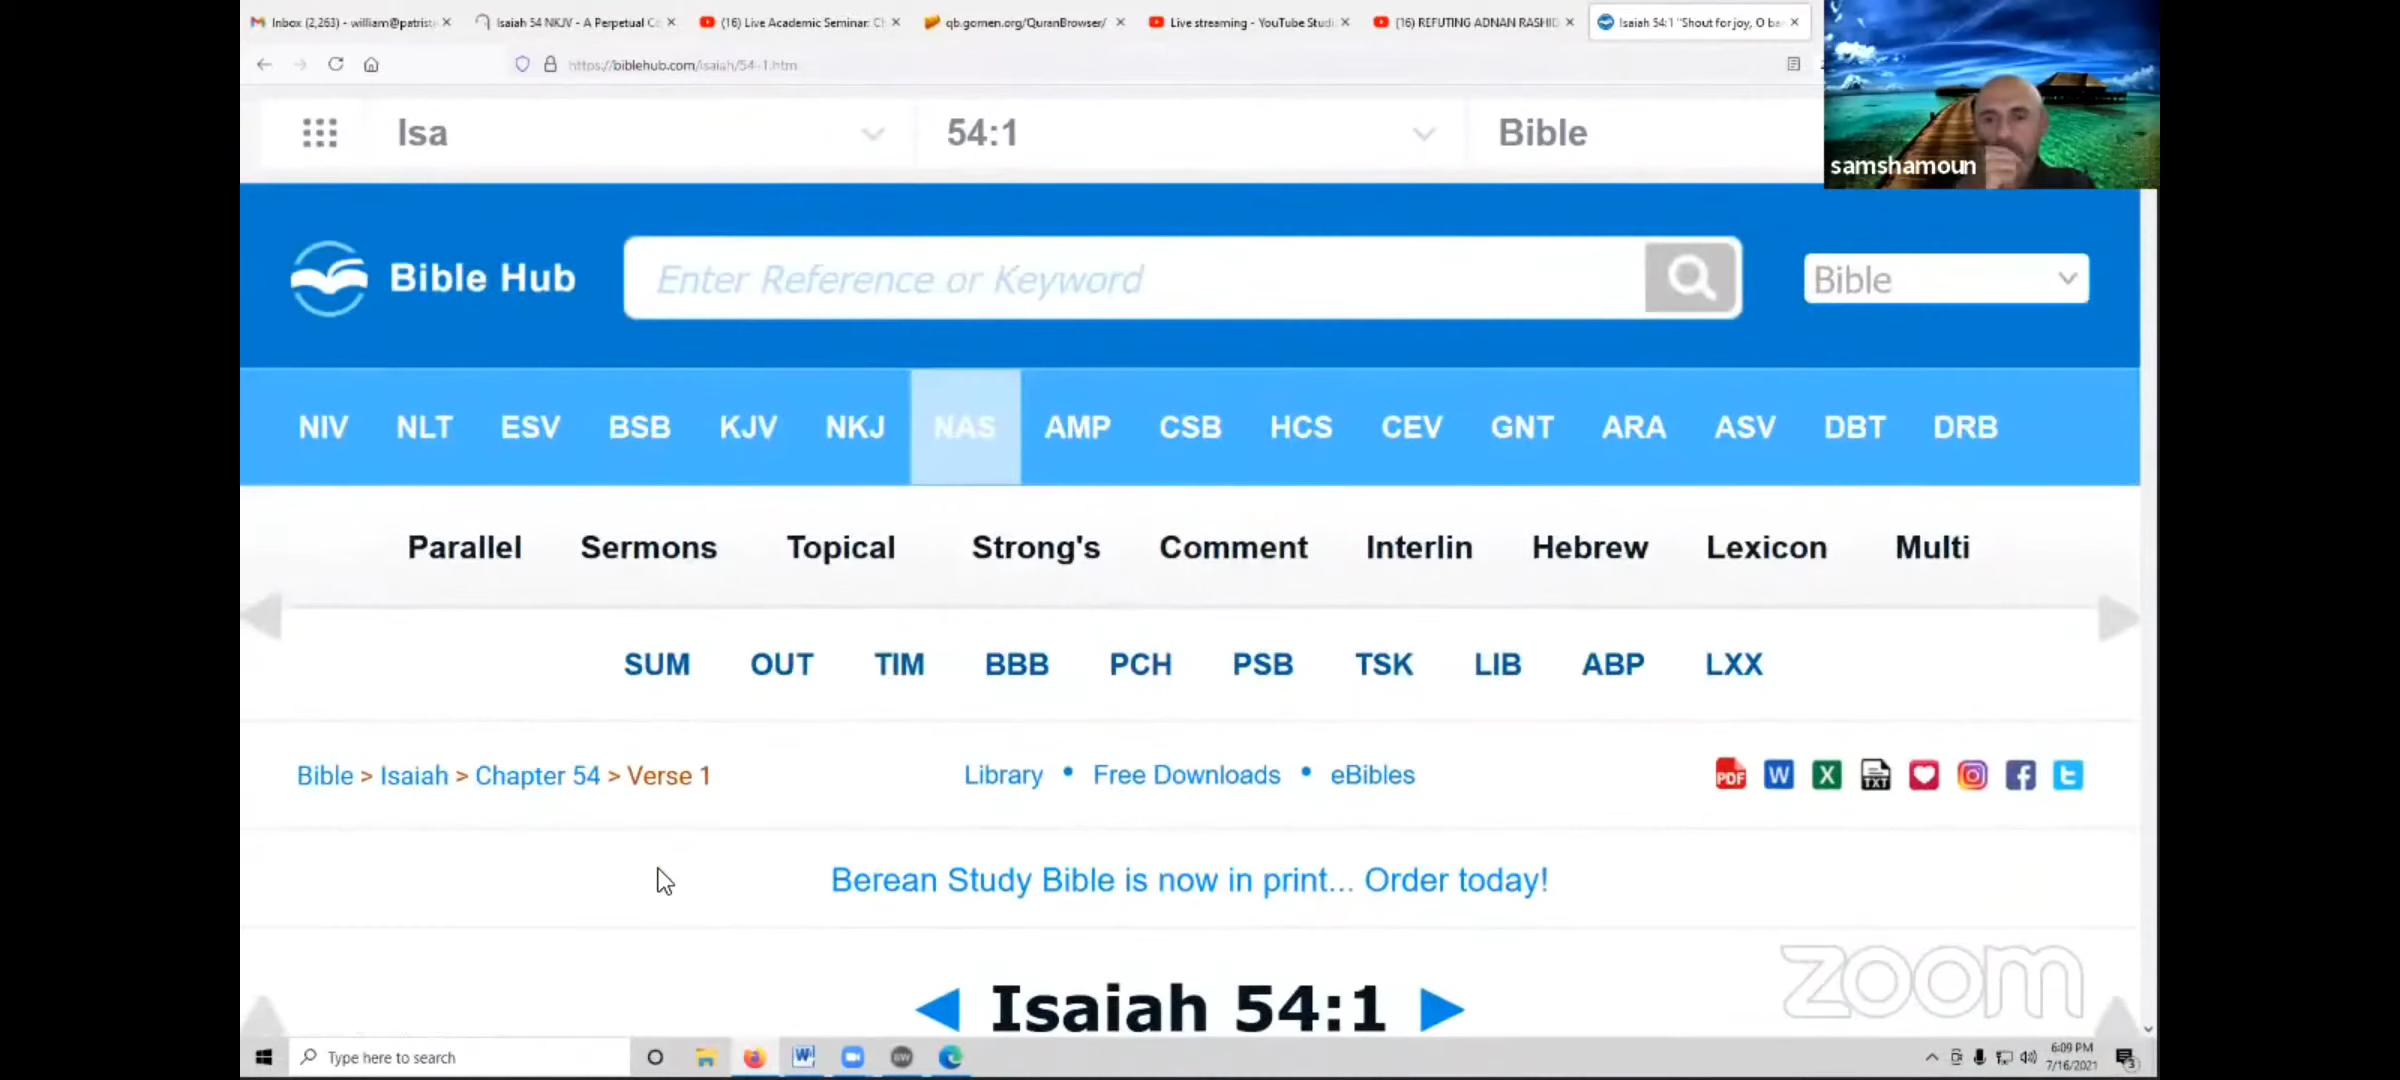 Inbox (2,263) - william@patrist
Isaiah 54 NKJV - A Perpetual Co
(16) Live Academic Seminar: Ch
qb.gomen.org/QuranBrowser/
Live streaming - YouTube Studi
(16) REFUTING ADNAN RASHID
Isaiah 54:1 "Shout for joy, O ba
https://biblehub.com/isaiah/54-1.htm
Isa 54:1 Bible
samshamoun
Bible Hub Enter Reference or Keyword Bible
NIV NLT ESV BSB KJV NKJ NAS AMP CSB HCS CEV GNT ARA ASV DBT DRB
Parallel Sermons Topical Strong's Comment Interlin Hebrew Lexicon Multi
SUM OUT TIM BBB PCH PSB TSK LIB ABP LXX
Bible > Isaiah > Chapter 54 > Verse 1 Library • Free Downloads • eBibles PDF W X TXT
Berean Study Bible is now in print... Order today!
zoom
◄ Isaiah 54:1 ►
Type here to search
6:09 PM
7/16/2021